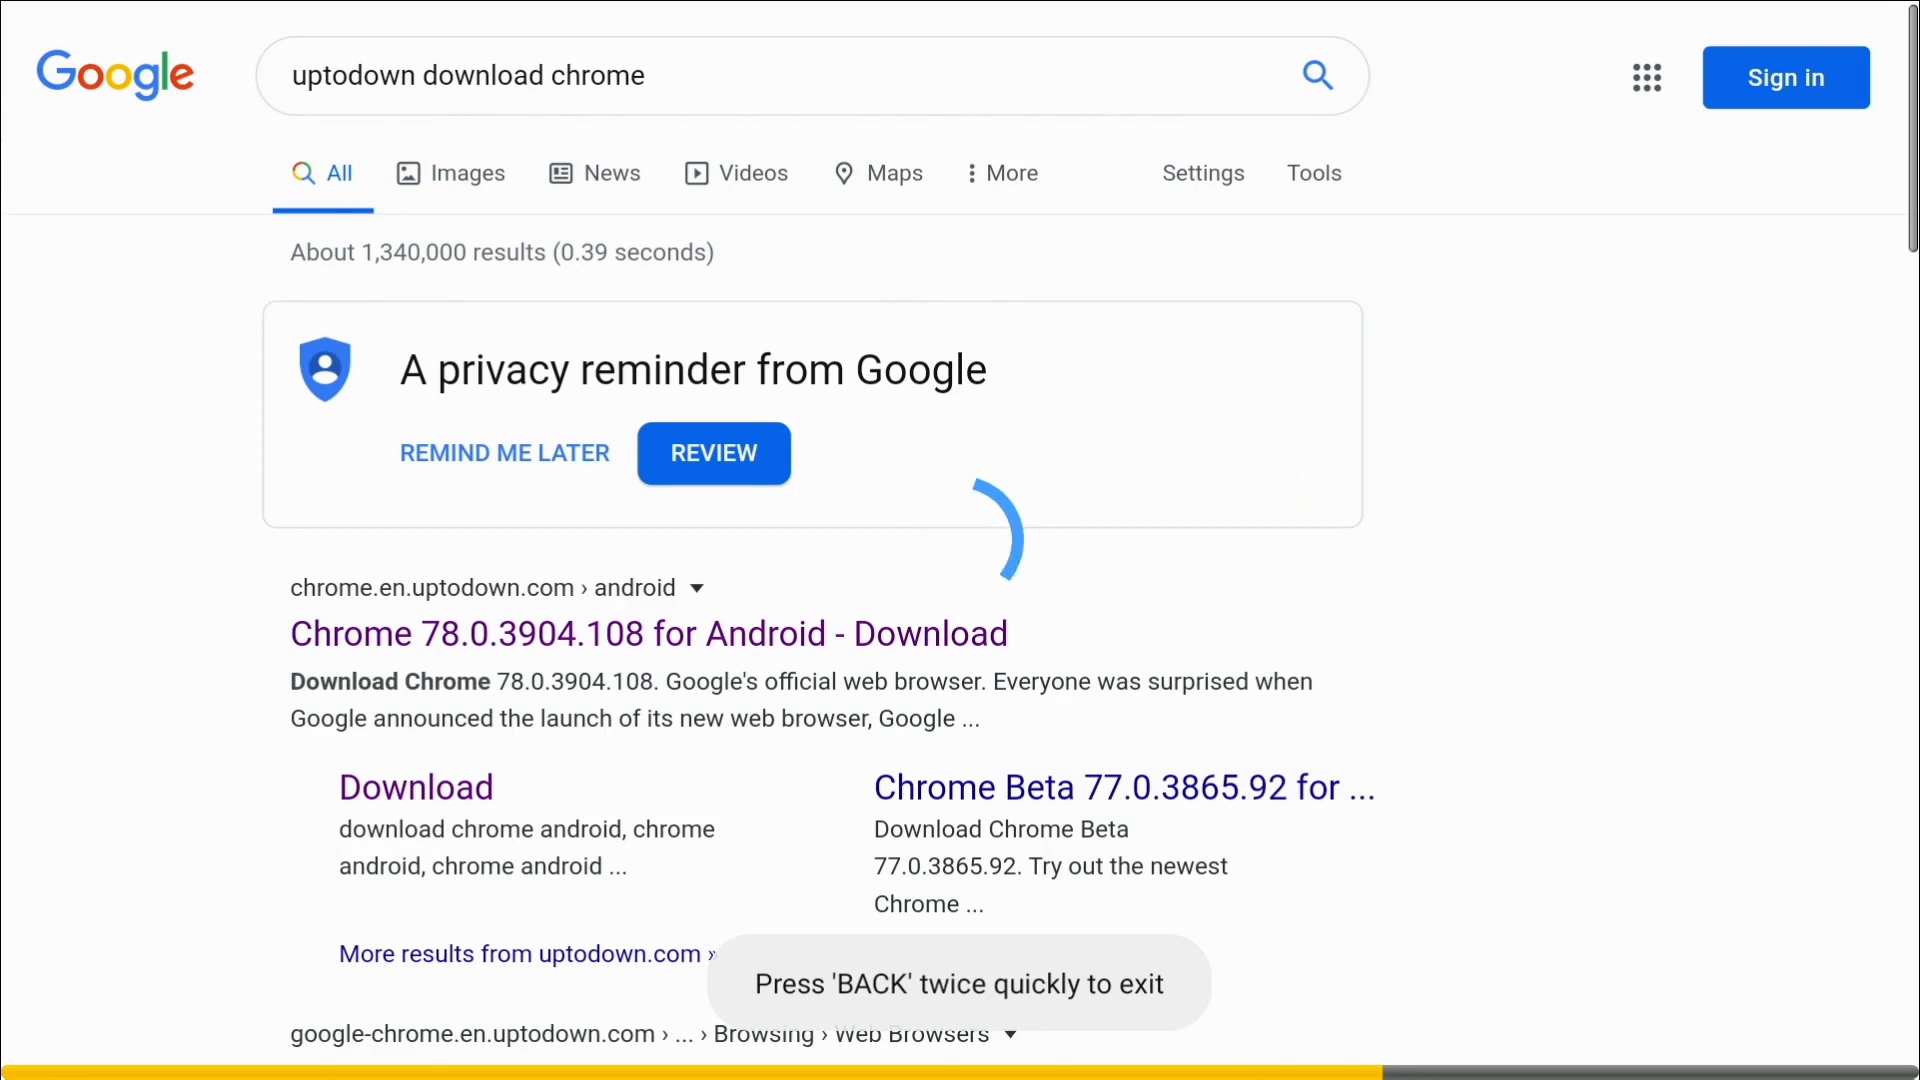 Google
uptodown download chrome
Sign in
All
Images
News
Videos
Maps
More
Settings
Tools
About 1,340,000 results (0.39 seconds)
A privacy reminder from Google
REMIND ME LATER
REVIEW
chrome.en.uptodown.com › android
Chrome 78.0.3904.108 for Android - Download
Download Chrome 78.0.3904.108. Google's official web browser. Everyone was surprised when
Google announced the launch of its new web browser, Google ...
Download
download chrome android, chrome
android, chrome android ...
Chrome Beta 77.0.3865.92 for ...
Download Chrome Beta
77.0.3865.92. Try out the newest
Chrome ...
More results from uptodown.com »
Press 'BACK' twice quickly to exit
google-chrome.en.uptodown.com › ... › Browsing › Web Browsers